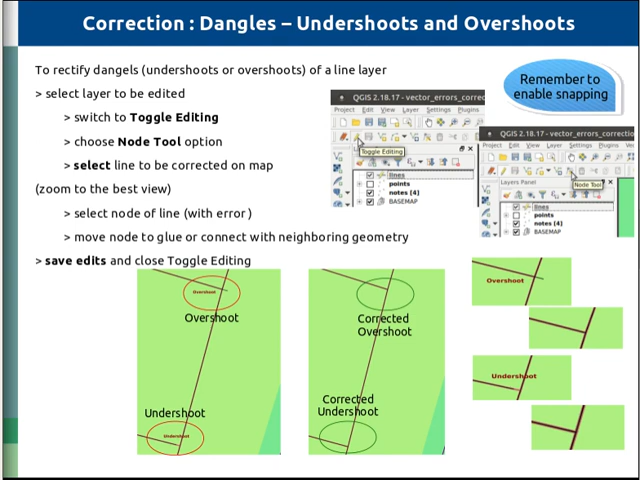 Correction : Dangles – Undershoots and Overshoots
To rectify dangels (undershoots or overshoots) of a line layer
> select layer to be edited
> switch to Toggle Editing
> choose Node Tool option
> select line to be corrected on map
(zoom to the best view)
> select node of line (with error )
> move node to glue or connect with neighboring geometry
> save edits and close Toggle Editing
Remember to
enable snapping
QGIS 2.18.17 - vector_errors_correc
Project Edit View Layer Settings Plugins
Toggle Editing
lines
points
notes [4]
BASEMAP
QGIS 2.18.17 - vector_errors_correctio
Project Edit View Layer Settings Plugins
Node Tool
Layers Panel
lines
points
notes [4]
BASEMAP
Overshoot
Overshoot
Undershoot
Undershoot
Corrected
Overshoot
Corrected
Undershoot
Overshoot
Undershoot